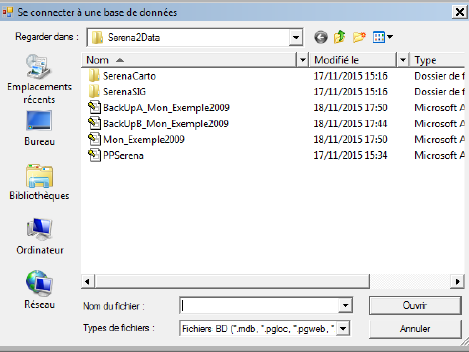 Se connecter à une base de données
Regarder dans : Serena2Data
Nom Modifié le Type
SerenaCarto 17/11/2015 15:16 Dossier de f
SerenaSIG 17/11/2015 15:16 Dossier de f
BackUpA_Mon_Exemple2009 18/11/2015 17:50 Microsoft A
BackUpB_Mon_Exemple2009 18/11/2015 17:44 Microsoft A
Mon_Exemple2009 18/11/2015 17:50 Microsoft A
PPSerena 17/11/2015 15:34 Microsoft A
Emplacements
récents
Bureau
Bibliothèques
Ordinateur
Réseau
Nom du fichier : Ouvrir
Types de fichiers : Fichiers BD (*.mdb, *.pgloc, *.pgweb, * Annuler